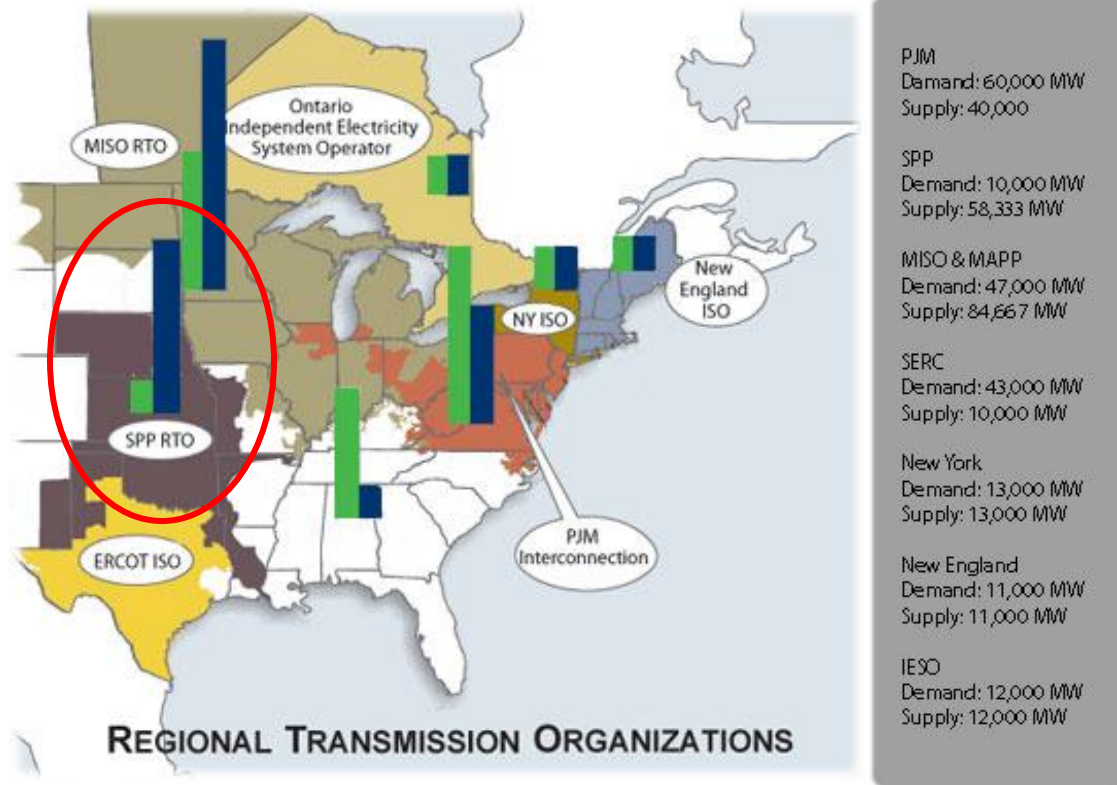 MISO RTO
Ontario
Independent Electricity
System Operator
New
England
ISO
NY ISO
SPP RTO
PJM
Interconnection
ERCOT ISO
REGIONAL TRANSMISSION ORGANIZATIONS
PJM
Damand: 60,000 MW
Supply: 40,000
SPP
Demand: 10,000 MW
Supply: 58,333 MW
MISO & MAPP
Demand: 47,000 MW
Supply: 84,667 MW
SERC
Demand: 43,000 MW
Supply: 10,000 MW
New York
Demand: 13,000 MW
Supply: 13,000 MW
New England
Demand: 11,000 MW
Supply: 11,000 MW
IESO
Demand: 12,000 MW
Supply: 12,000 MW